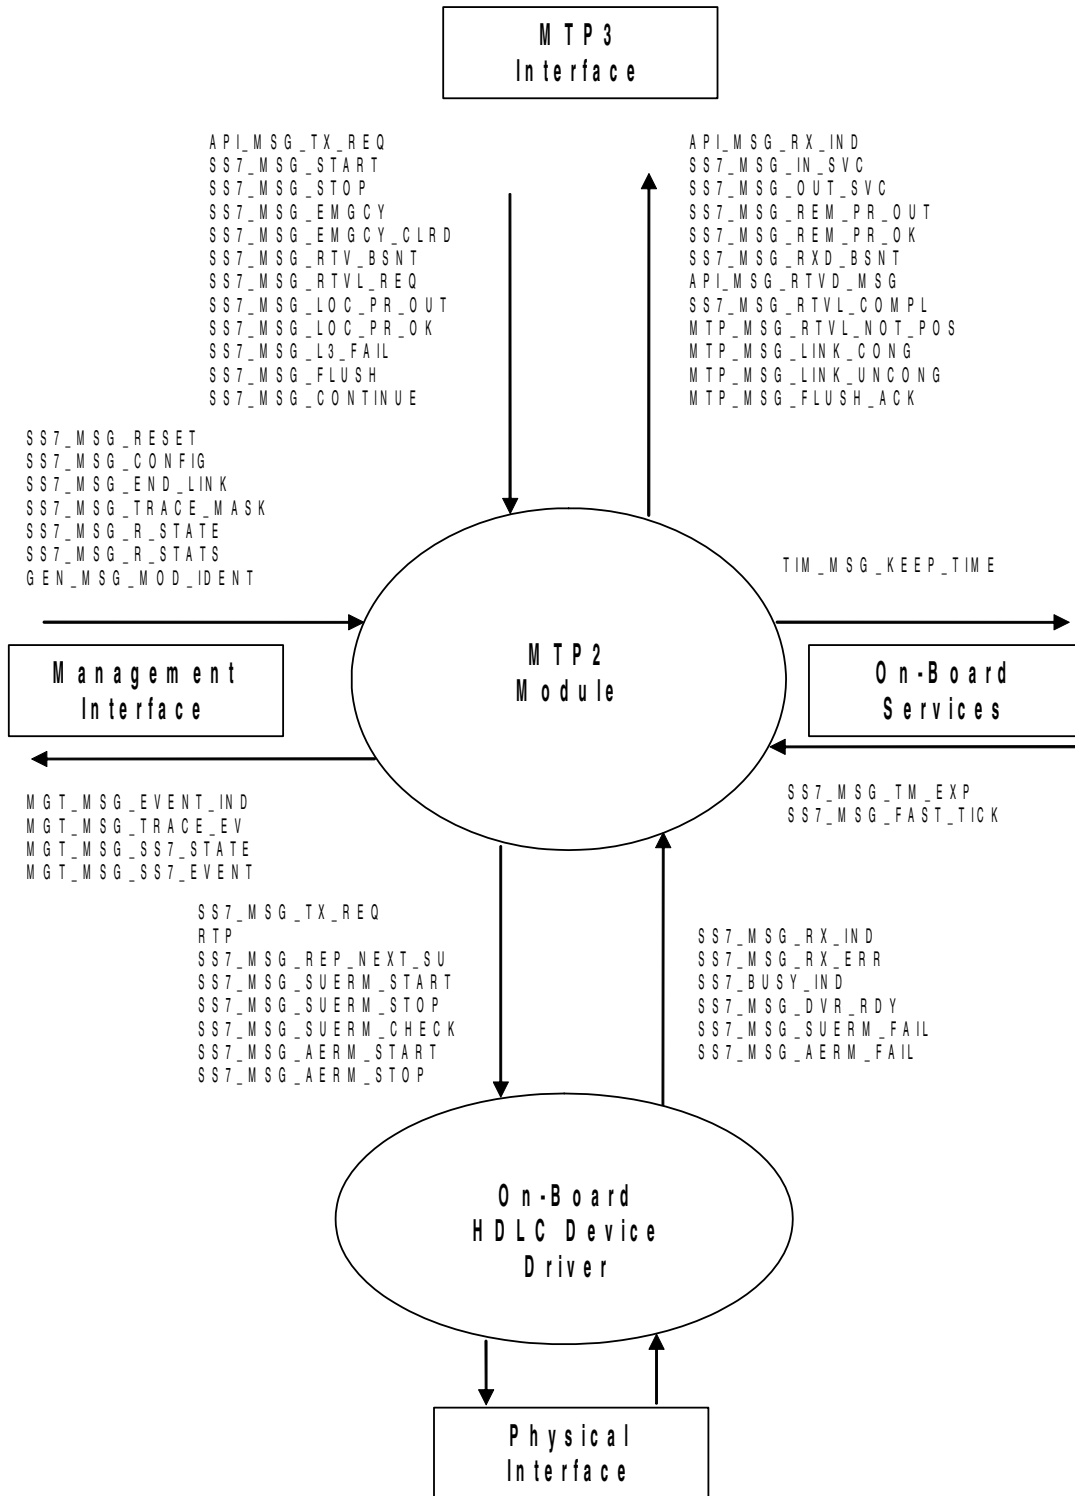 MTP3
Interface
API_MSG_TX_REQ
SS7_MSG_START
SS7_MSG_STOP
SS7_MSG_EMGCY
SS7_MSG_EMGCY_CLRD
SS7_MSG_RTV_BSNT
SS7_MSG_RTVL_REQ
SS7_MSG_LOC_PR_OUT
SS7_MSG_LOC_PR_OK
SS7_MSG_L3_FAIL
SS7_MSG_FLUSH
SS7_MSG_CONTINUE
API_MSG_RX_IND
SS7_MSG_IN_SVC
SS7_MSG_OUT_SVC
SS7_MSG_REM_PR_OUT
SS7_MSG_REM_PR_OK
SS7_MSG_RXD_BSNT
API_MSG_RTVD_MSG
SS7_MSG_RTVL_COMPL
MTP_MSG_RTVL_NOT_POS
MTP_MSG_LINK_CONG
MTP_MSG_LINK_UNCONG
MTP_MSG_FLUSH_ACK
SS7_MSG_RESET
SS7_MSG_CONFIG
SS7_MSG_END_LINK
SS7_MSG_TRACE_MASK
SS7_MSG_R_STATE
SS7_MSG_R_STATS
GEN_MSG_MOD_IDENT
TIM_MSG_KEEP_TIME
Management
Interface
MTP2
Module
On-Board
Services
MGT_MSG_EVENT_IND
MGT_MSG_TRACE_EV
MGT_MSG_SS7_STATE
MGT_MSG_SS7_EVENT
SS7_MSG_TM_EXP
SS7_MSG_FAST_TICK
SS7_MSG_TX_REQ
RTP
SS7_MSG_REP_NEXT_SU
SS7_MSG_SUERM_START
SS7_MSG_SUERM_STOP
SS7_MSG_SUERM_CHECK
SS7_MSG_AERM_START
SS7_MSG_AERM_STOP
SS7_MSG_RX_IND
SS7_MSG_RX_ERR
SS7_BUSY_IND
SS7_MSG_DVR_RDY
SS7_MSG_SUERM_FAIL
SS7_MSG_AERM_FAIL
On-Board
HDLC Device
Driver
Physical
Interface